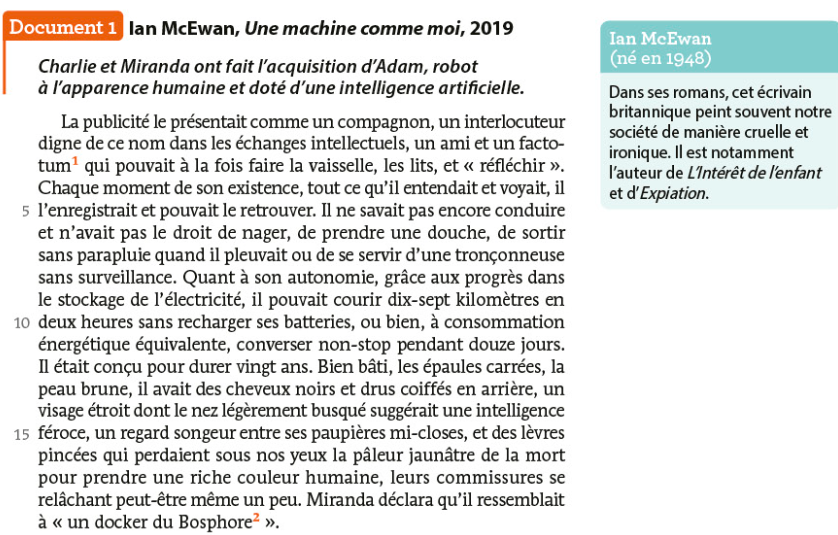 Document 1 Ian McEwan, Une machine comme moi, 2019
Charlie et Miranda ont fait l'acquisition d'Adam, robot
à l'apparence humaine et doté d'une intelligence artificielle.
La publicité le présentait comme un compagnon, un interlocuteur
digne de ce nom dans les échanges intellectuels, un ami et un facto-
tum1 qui pouvait à la fois faire la vaisselle, les lits, et « réfléchir ».
Chaque moment de son existence, tout ce qu'il entendait et voyait, il
5 l'enregistrait et pouvait le retrouver. Il ne savait pas encore conduire
et n'avait pas le droit de nager, de prendre une douche, de sortir
sans parapluie quand il pleuvait ou de se servir d'une tronçonneuse
sans surveillance. Quant à son autonomie, grâce aux progrès dans
le stockage de l'électricité, il pouvait courir dix-sept kilomètres en
10 deux heures sans recharger ses batteries, ou bien, à consommation
énergétique équivalente, converser non-stop pendant douze jours.
Il était conçu pour durer vingt ans. Bien bâti, les épaules carrées, la
peau brune, il avait des cheveux noirs et drus coiffés en arrière, un
visage étroit dont le nez légèrement busqué suggérait une intelligence
15 féroce, un regard songeur entre ses paupières mi-closes, et des lèvres
pincées qui perdaient sous nos yeux la pâleur jaunâtre de la mort
pour prendre une riche couleur humaine, leurs commissures se
relâchant peut-être même un peu. Miranda déclara qu'il ressemblait
à « un docker du Bosphore2 ».
Ian McEwan
(né en 1948)
Dans ses romans, cet écrivain
britannique peint souvent notre
société de manière cruelle et
ironique. Il est notamment
l'auteur de L'Intérêt de l'enfant
et d'Expiation.